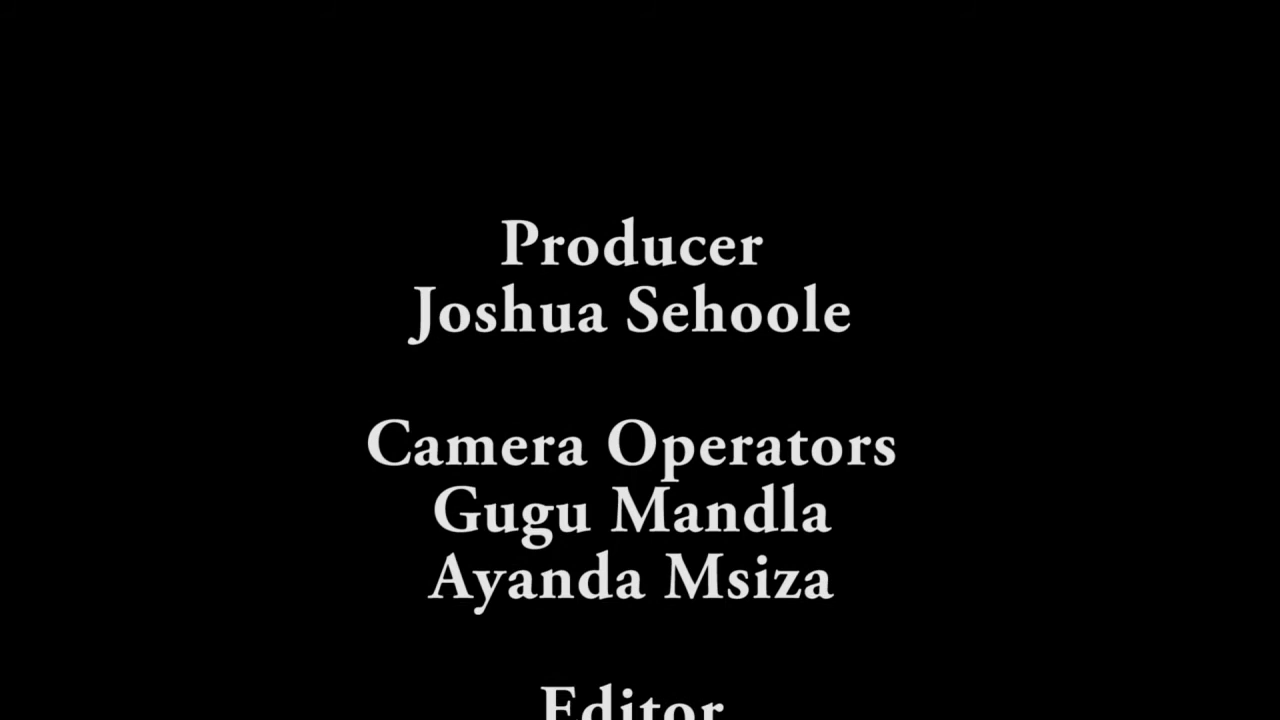 Producer
Joshua Sehoole
Camera Operators
Gugu Mandla
Ayanda Msiza
Editor